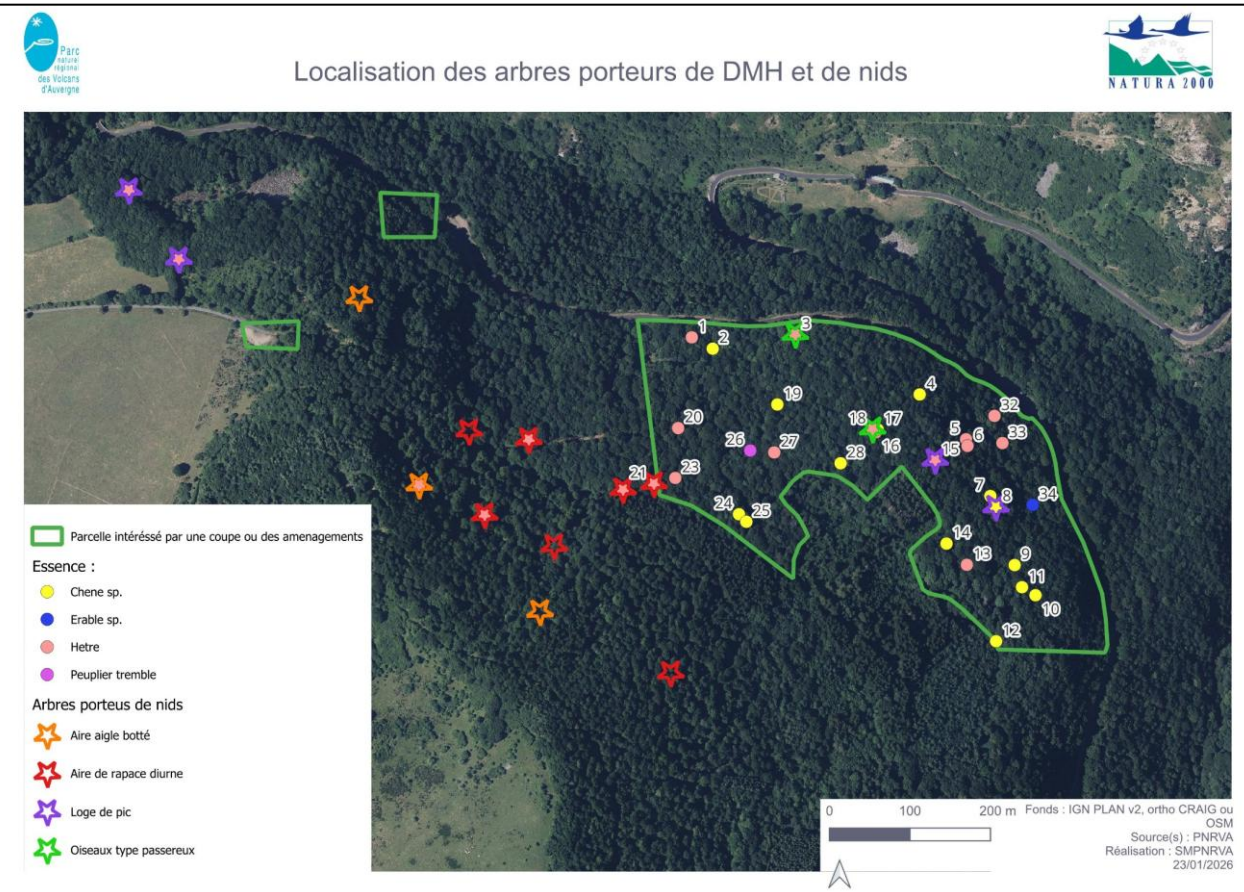 Parc
naturel
régional
des Volcans
d'Auvergne
Localisation des arbres porteurs de DMH et de nids
NATURA 2000
1
2
3
4
19
20
18
17
16
32
5
6
33
26
27
28
15
23
21
24
25
7
8
34
14
13
9
11
10
12
Parcelle intéréssé par une coupe ou des amenagements
Essence :
Chene sp.
Erable sp.
Hetre
Peuplier tremble
Arbres porteus de nids
Aire aigle botté
Aire de rapace diurne
Loge de pic
Oiseaux type passereux
0 100 200 m
Fonds : IGN PLAN v2, ortho CRAIG ou
OSM
Source(s) : PNRVA
Réalisation : SMPNRVA
23/01/2026